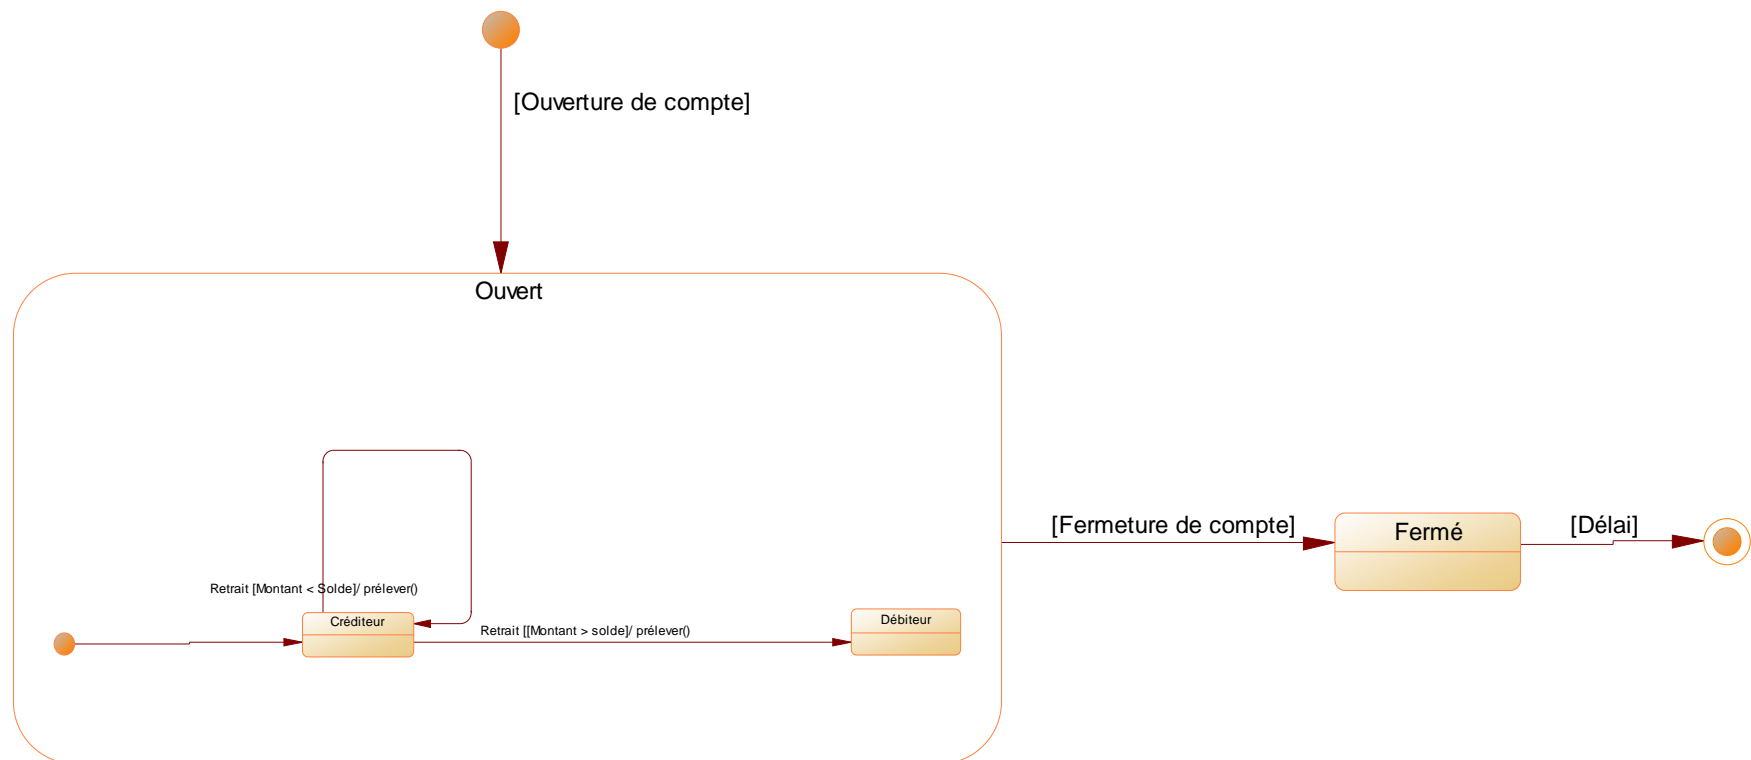 [Ouverture de compte]
Ouvert
[Fermeture de compte]
Fermé
[Délai]
Retrait [Montant < Solde]/ prélever()
Créditeur
Retrait [[Montant > solde]/ prélever()
Débiteur